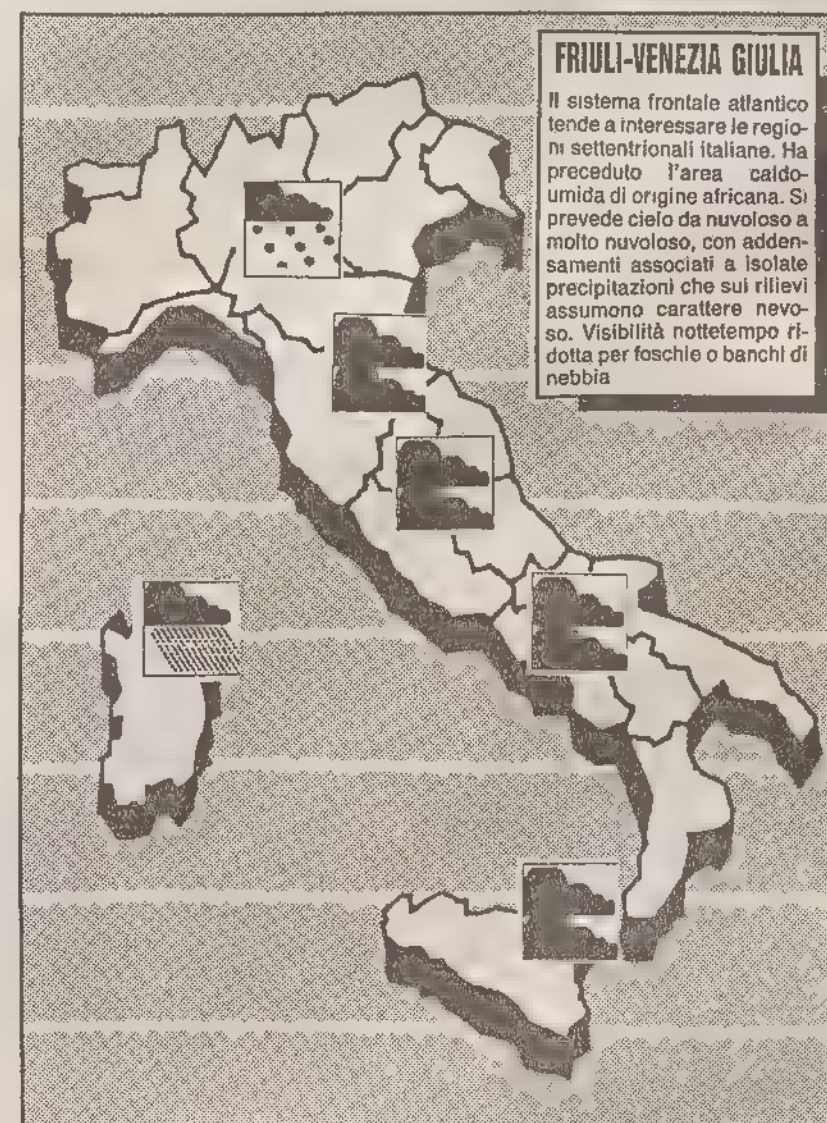 FRIULI-VENEZIA GIULIA
Il sistema frontale atlantico
tende a interessare le regio-
ni settentrionali italiane. Ha
preceduto l'area caldo-
umida di origine africana. Si
prevede cielo da nuvoloso a
molto nuvoloso, con adden-
samenti associati a isolate
precipitazioni che sui rilievi
assumono carattere nevo-
so. Visibilità nottetempo ri-
dotta per foschie o banchi di
nebbia